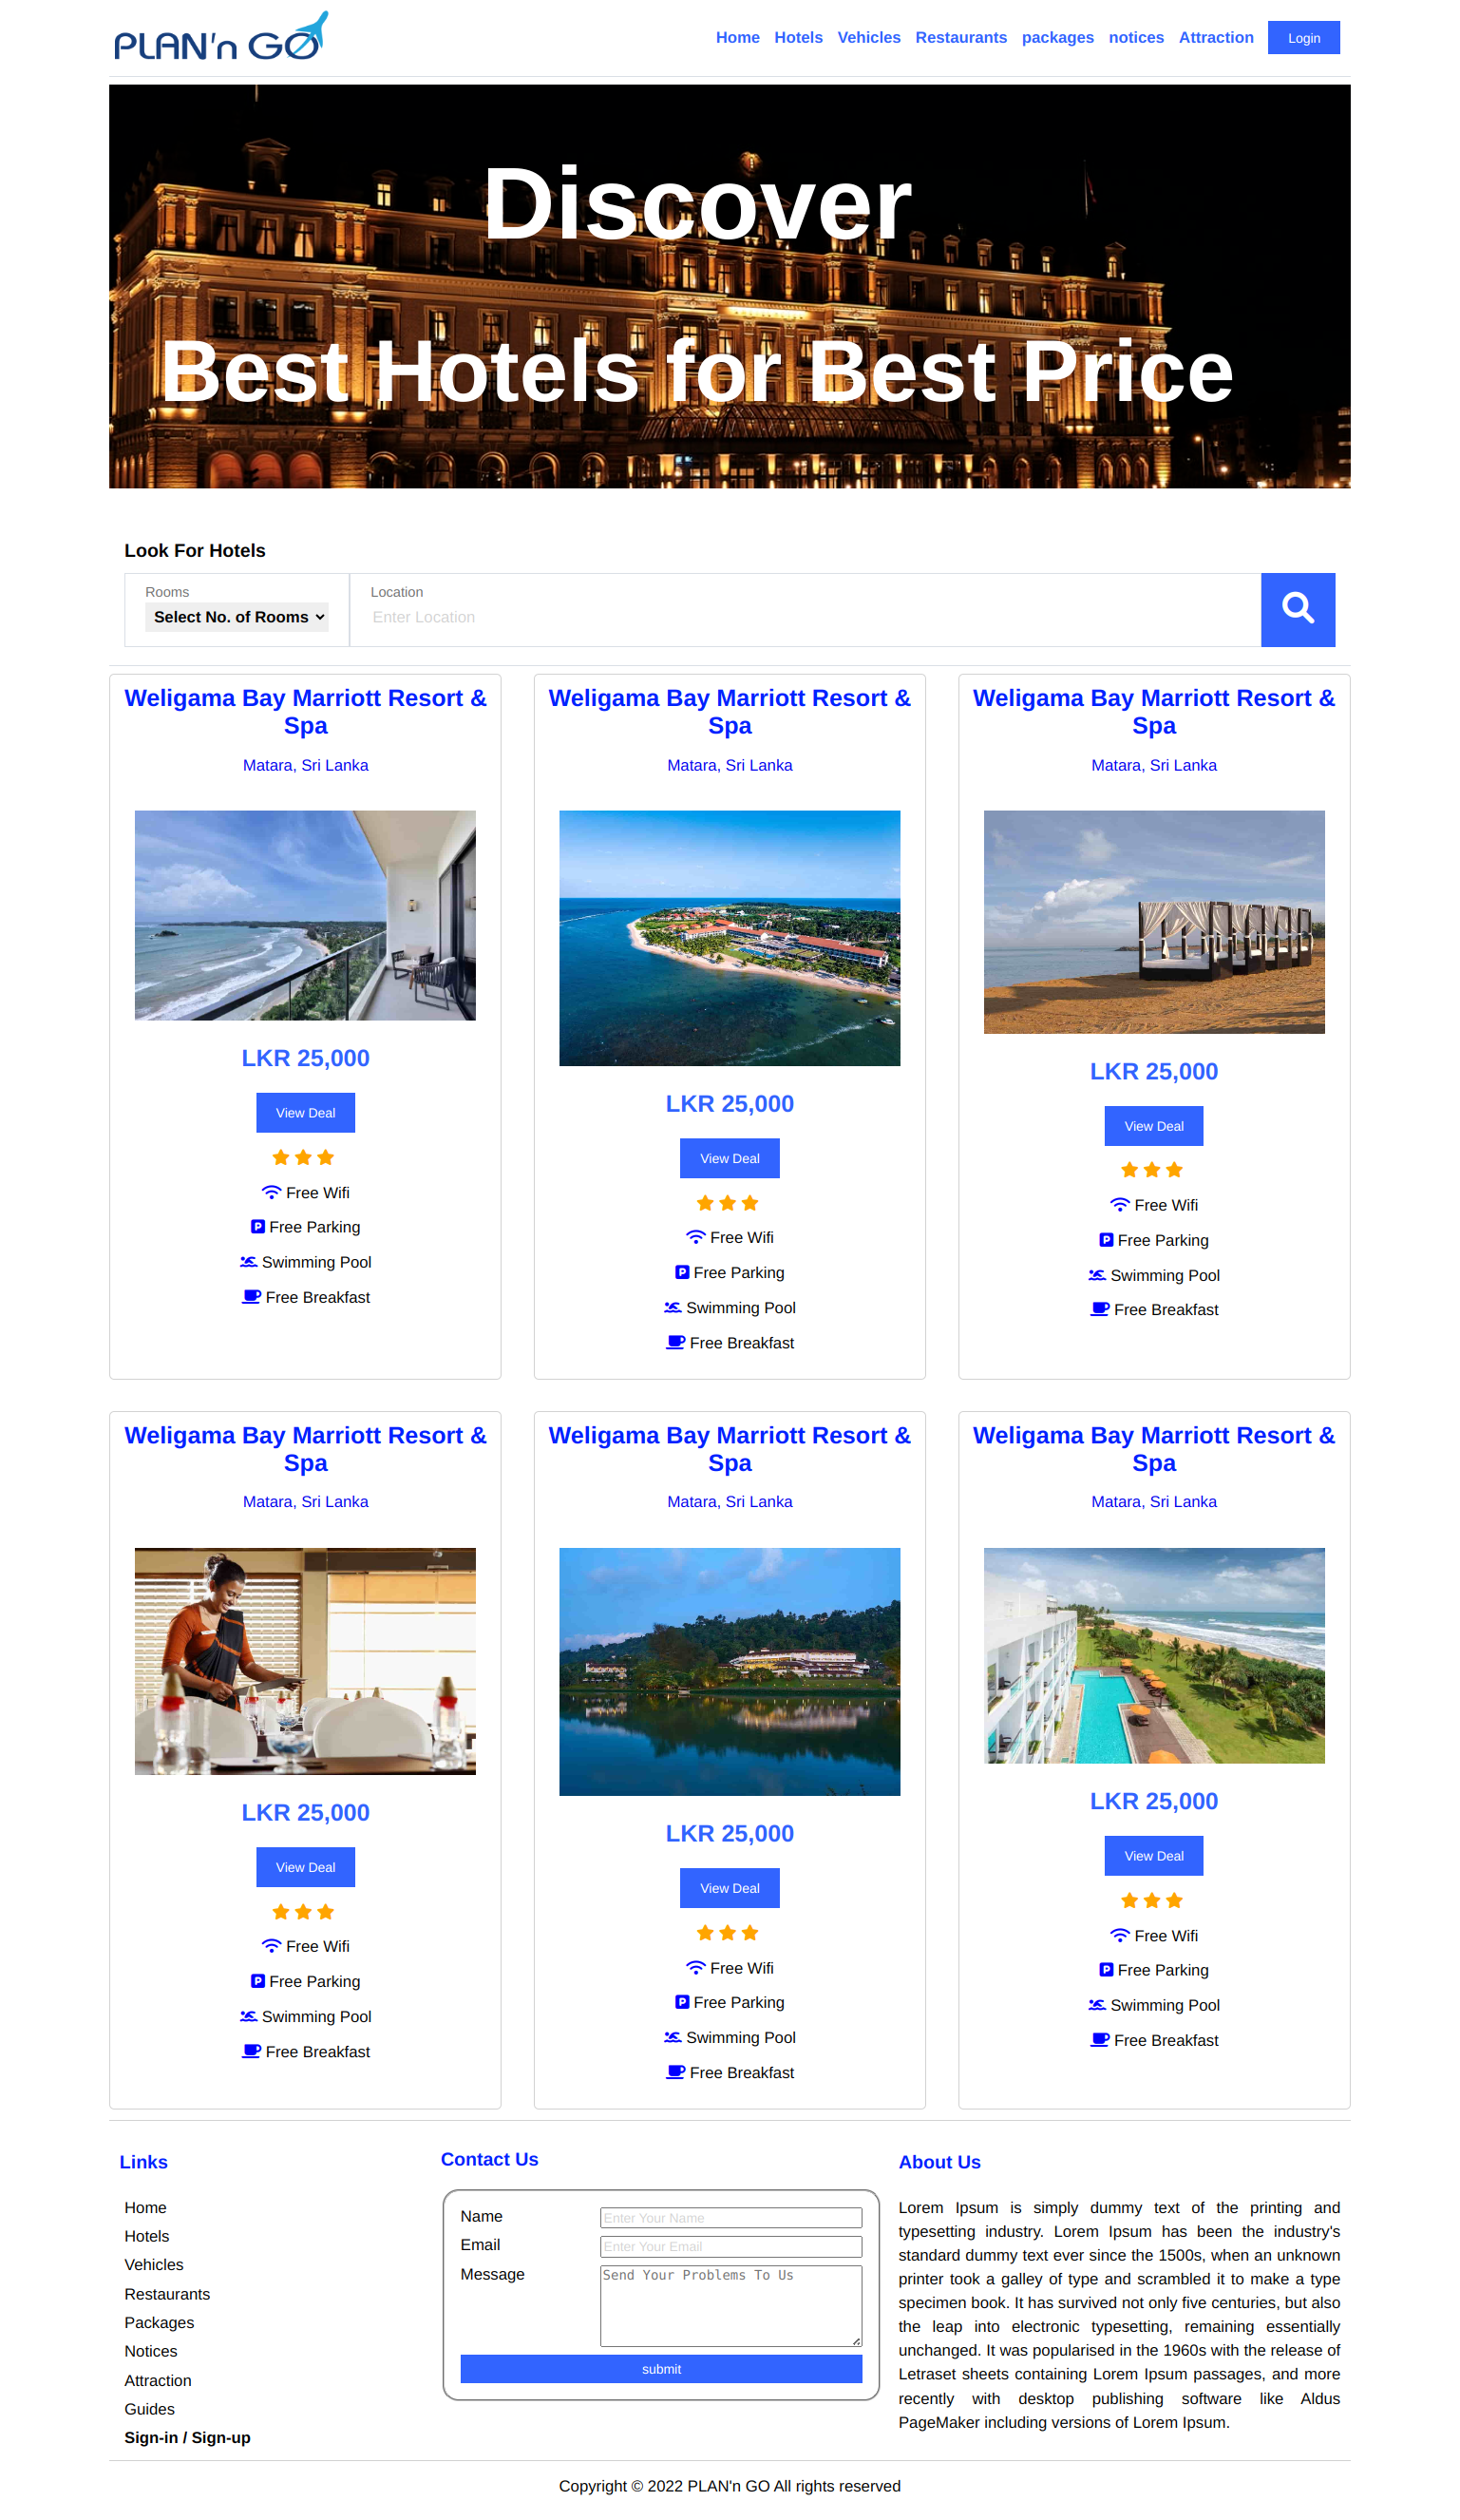 PLAN'n GO
Home Hotels Vehicles Restaurants packages notices Attraction Login
Discover
Best Hotels for Best Price
Look For Hotels
Rooms
Select No. of Rooms
Location
Enter Location
Weligama Bay Marriott Resort &
Spa
Matara, Sri Lanka
LKR 25,000
View Deal
Free Wifi
Free Parking
Swimming Pool
Free Breakfast
Weligama Bay Marriott Resort &
Spa
Matara, Sri Lanka
LKR 25,000
View Deal
Free Wifi
Free Parking
Swimming Pool
Free Breakfast
Weligama Bay Marriott Resort &
Spa
Matara, Sri Lanka
LKR 25,000
View Deal
Free Wifi
Free Parking
Swimming Pool
Free Breakfast
Weligama Bay Marriott Resort &
Spa
Matara, Sri Lanka
LKR 25,000
View Deal
Free Wifi
Free Parking
Swimming Pool
Free Breakfast
Weligama Bay Marriott Resort &
Spa
Matara, Sri Lanka
LKR 25,000
View Deal
Free Wifi
Free Parking
Swimming Pool
Free Breakfast
Weligama Bay Marriott Resort &
Spa
Matara, Sri Lanka
LKR 25,000
View Deal
Free Wifi
Free Parking
Swimming Pool
Free Breakfast
Links
Home
Hotels
Vehicles
Restaurants
Packages
Notices
Attraction
Guides
Sign-in / Sign-up
Contact Us
Name
Enter Your Name
Email
Enter Your Email
Message
Send Your Problems To Us
submit
About Us
Lorem Ipsum is simply dummy text of the printing and
typesetting industry. Lorem Ipsum has been the industry's
standard dummy text ever since the 1500s, when an unknown
printer took a galley of type and scrambled it to make a type
specimen book. It has survived not only five centuries, but also
the leap into electronic typesetting, remaining essentially
unchanged. It was popularised in the 1960s with the release of
Letraset sheets containing Lorem Ipsum passages, and more
recently with desktop publishing software like Aldus
PageMaker including versions of Lorem Ipsum.
Copyright © 2022 PLAN'n GO All rights reserved